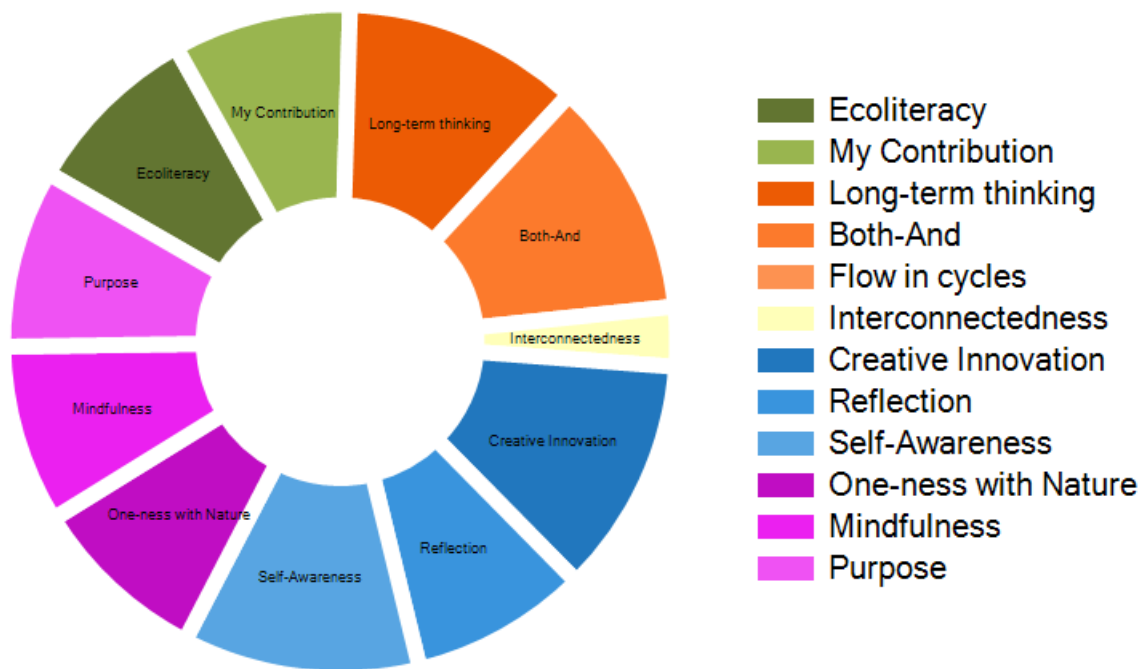 My Contribution
Long-term thinking
Ecoliteracy
Both-And
Purpose
Interconnectedness
Mindfulness
Creative Innovation
One-ness with Nature
Reflection
Self-Awareness
Ecoliteracy
My Contribution
Long-term thinking
Both-And
Flow in cycles
Interconnectedness
Creative Innovation
Reflection
Self-Awareness
One-ness with Nature
Mindfulness
Purpose